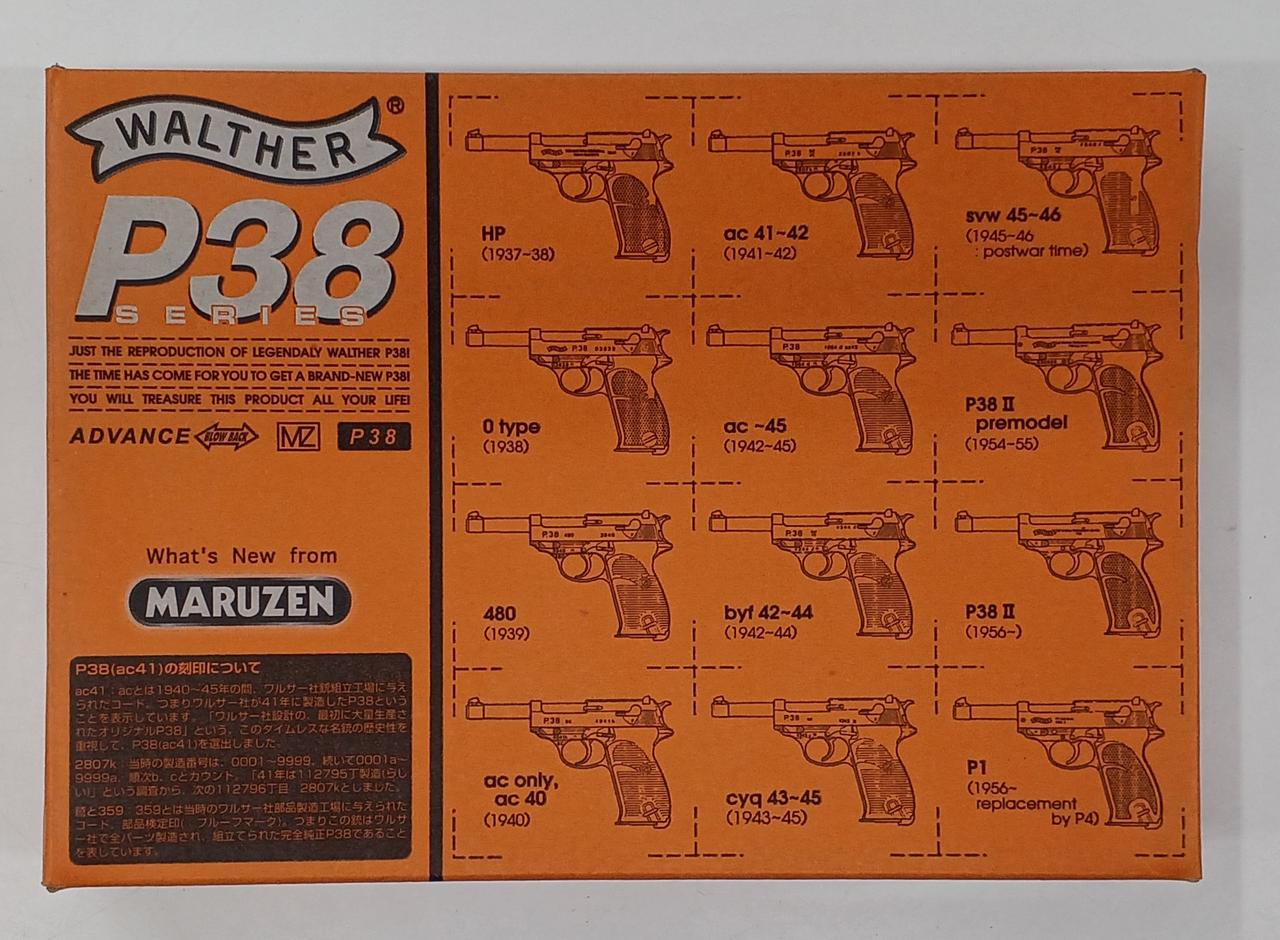 WALTHER®
P38
SERIES
JUST THE REPRODUCTION OF LEGENDALY WALTHER P38!
THE TIME HAS COME FOR YOU TO GET A BRAND-NEW P38!
YOU WILL TREASURE THIS PRODUCT ALL YOUR LIFE!
ADVANCE BLOW BACK MZ P38
What's New from
MARUZEN
P38(ac41)の刻印について
ac41：acとは1940〜45年の間、ワルサー社銃組立工場に与え
られたコード。つまりワルサー社が41年に製造したP38という
ことを表示しています。「ワルサー社設計の、最初に大量生産さ
れたオリジナルP38」という、このタイムレスな名銃の歴史性を
重視して、P38(ac41)を選出しました。
2807k：当時の製造番号は、0001〜9999、続いて0001a〜
9999a、順次b、cとカウント。「41年は112795丁製造(らし
い)」という調査から、次の112796丁目　2807kとしました。
と359：359とは当時のワルサー社部品製造工場に与えられた
コード、部品検定印(　プルーフマーク)。つまりこの銃はワルサ
ー社で全パーツ製造され、組立てられた完全純正P38であること
を表しています。
HP
(1937~38)
ac 41~42
(1941~42)
svw 45~46
(1945~46
: postwar time)
0 type
(1938)
ac ~45
(1942~45)
P38 II
premodel
(1954~55)
480
(1939)
byf 42~44
(1942~44)
P38 II
(1956~)
ac only,
ac 40
(1940)
cyq 43~45
(1943~45)
P1
(1956~
replacement
by P4)